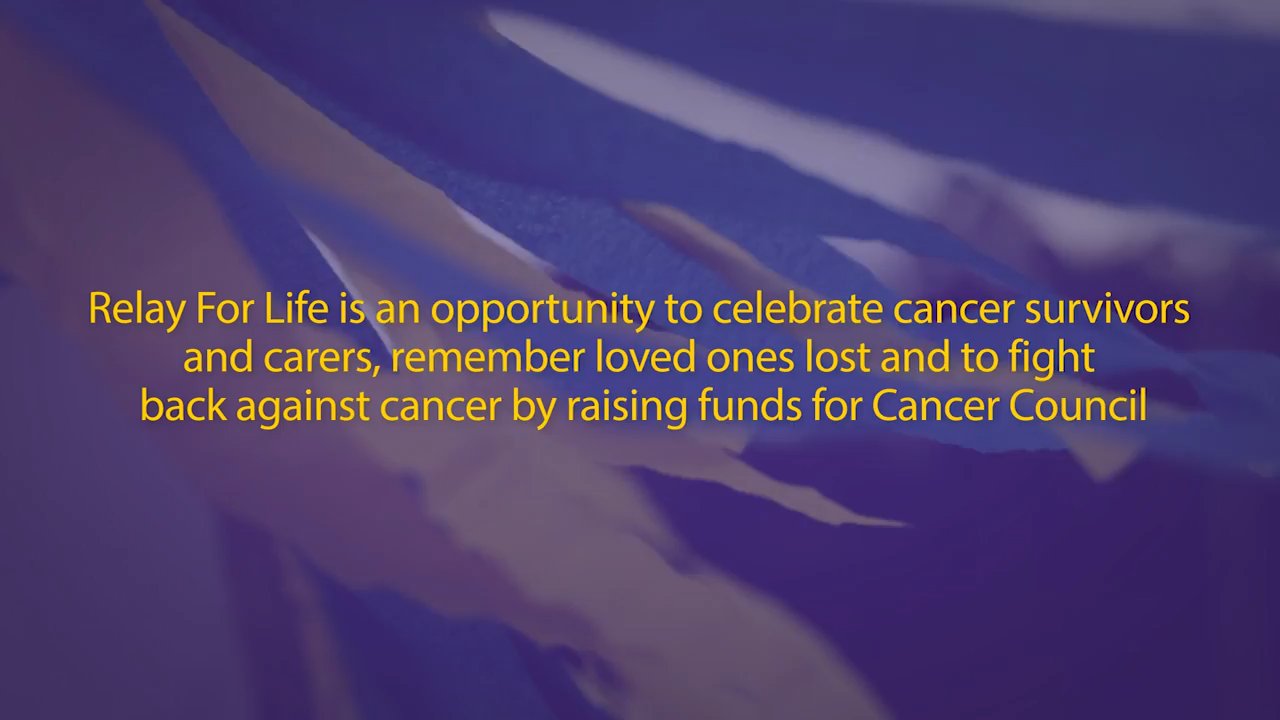 Relay For Life is an opportunity to celebrate cancer survivors
and carers, remember loved ones lost and to fight
back against cancer by raising funds for Cancer Council